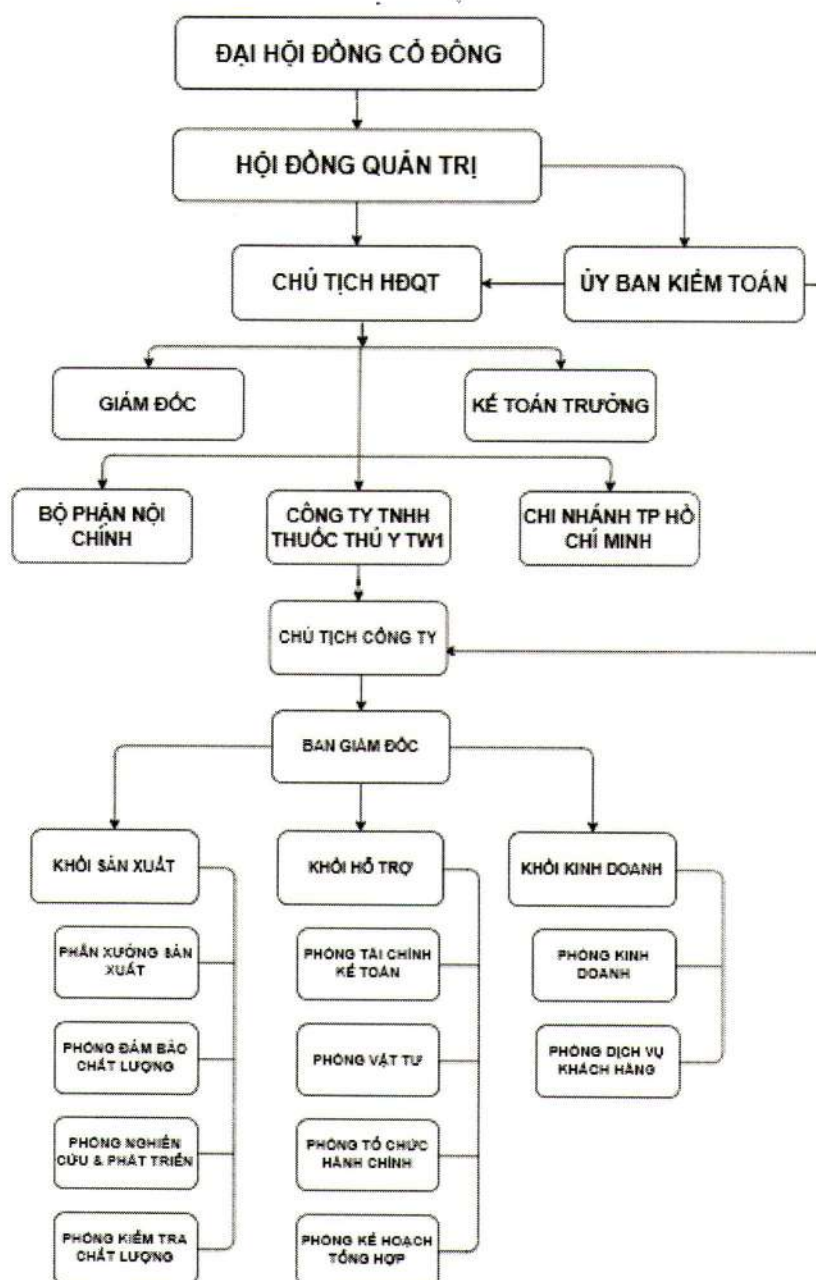 ĐẠI HỘI ĐỒNG CỔ ĐÔNG
HỘI ĐỒNG QUẢN TRỊ
CHỦ TỊCH HĐQT
ỦY BAN KIỂM TOÁN
GIÁM ĐỐC
KẾ TOÁN TRƯỞNG
BỘ PHẬN NỘI
CHÍNH
CÔNG TY TNHH
THUỐC THÚ Y TW1
CHI NHÁNH TP HỒ
CHÍ MINH
CHỦ TỊCH CÔNG TY
BAN GIÁM ĐỐC
KHỐI SẢN XUẤT
KHỐI HỖ TRỢ
KHỐI KINH DOANH
PHÂN XƯỞNG SẢN
XUẤT
PHÒNG TÀI CHÍNH
KẾ TOÁN
PHÒNG KINH
DOANH
PHÒNG ĐẢM BẢO
CHẤT LƯỢNG
PHÒNG VẬT TƯ
PHÒNG DỊCH VỤ
KHÁCH HÀNG
PHÒNG NGHIÊN
CỨU & PHÁT TRIỂN
PHÒNG TỔ CHỨC
HÀNH CHÍNH
PHÒNG KIỂM TRA
CHẤT LƯỢNG
PHÒNG KẾ HOẠCH
TỔNG HỢP